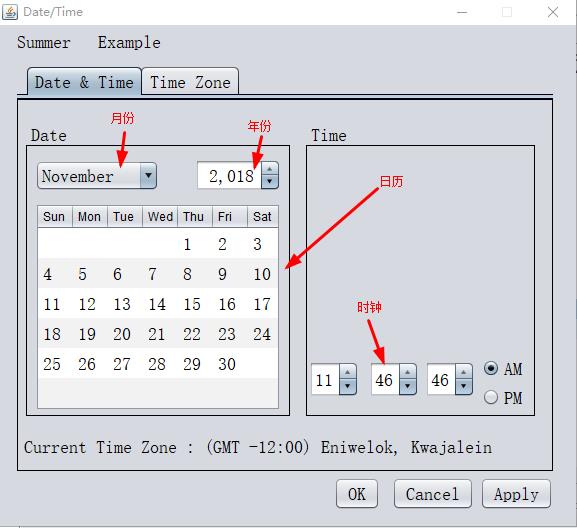 Date/Time
Summer Example
Date & Time Time Zone
月份 年份
Date Time
November 2,018
日历
Sun Mon Tue Wed Thu Fri Sat
1 2 3
4 5 6 7 8 9 10
11 12 13 14 15 16 17
时钟
18 19 20 21 22 23 24
25 26 27 28 29 30
11 46 46 AM
PM
Current Time Zone : (GMT -12:00) Eniwelok, Kwajalein
OK Cancel Apply